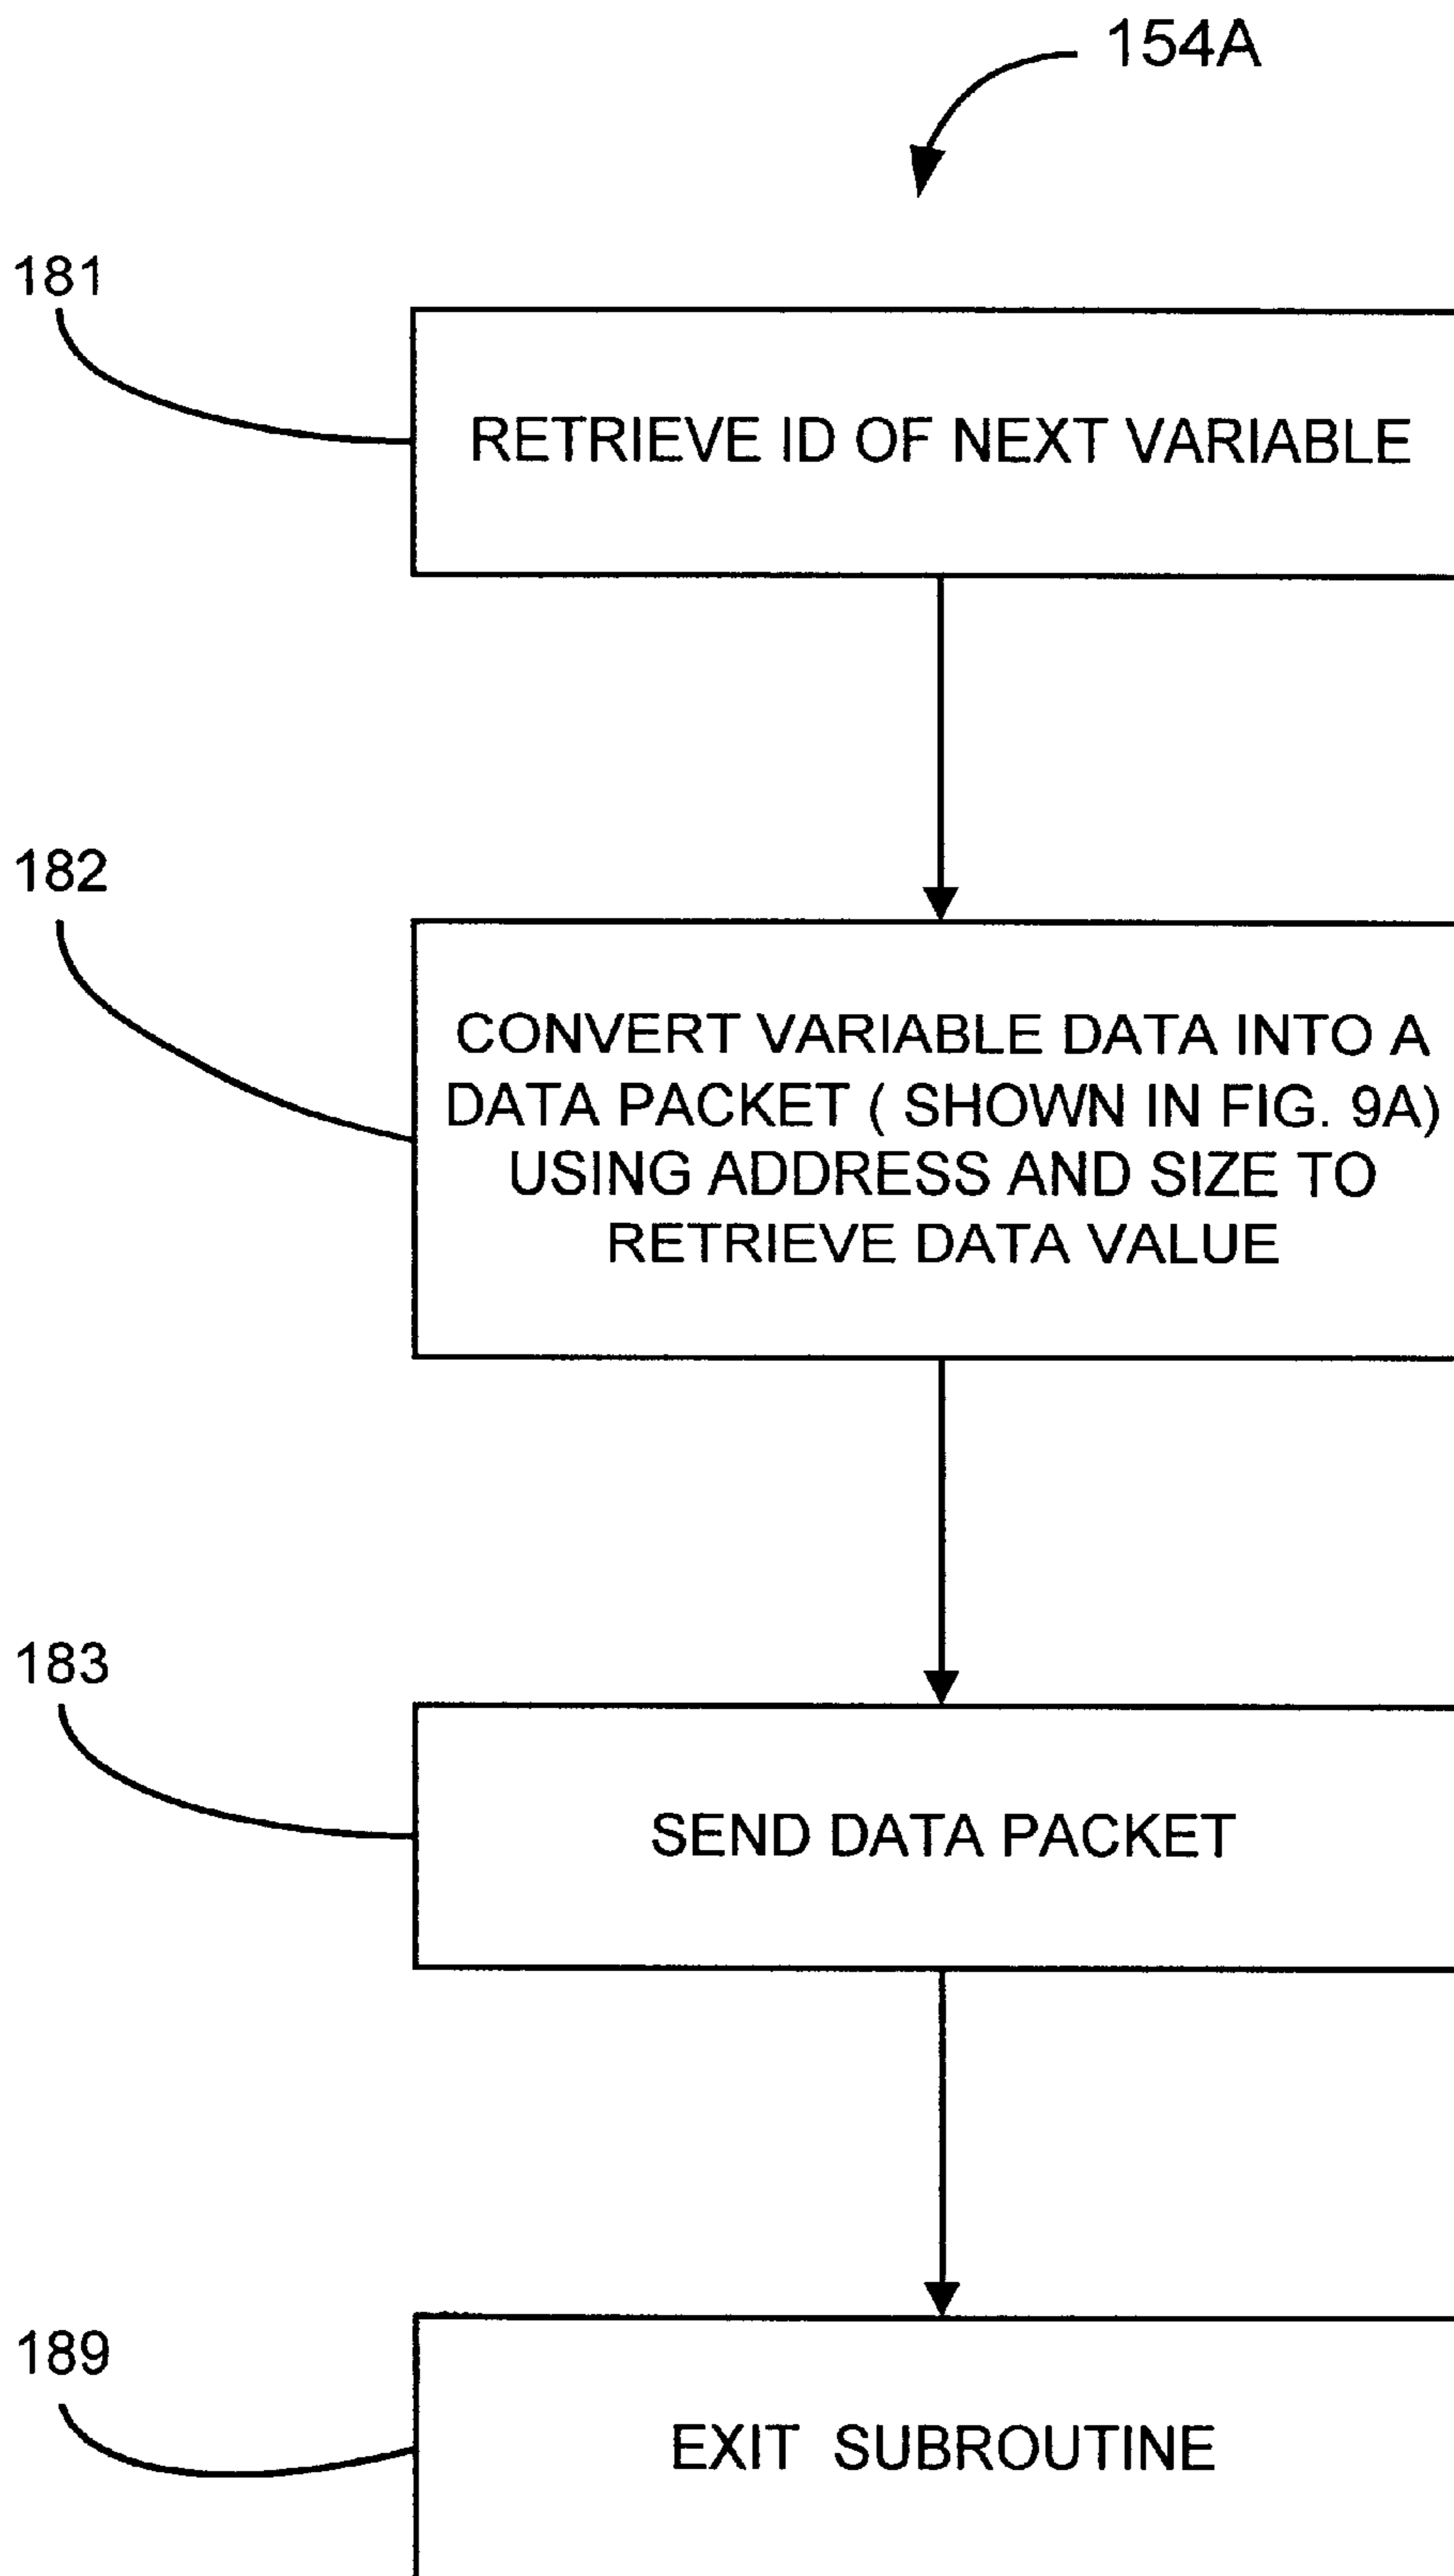 154A
181
RETRIEVE ID OF NEXT VARIABLE
182
CONVERT VARIABLE DATA INTO A
DATA PACKET ( SHOWN IN FIG. 9A)
USING ADDRESS AND SIZE TO
RETRIEVE DATA VALUE
183
SEND DATA PACKET
189
EXIT SUBROUTINE